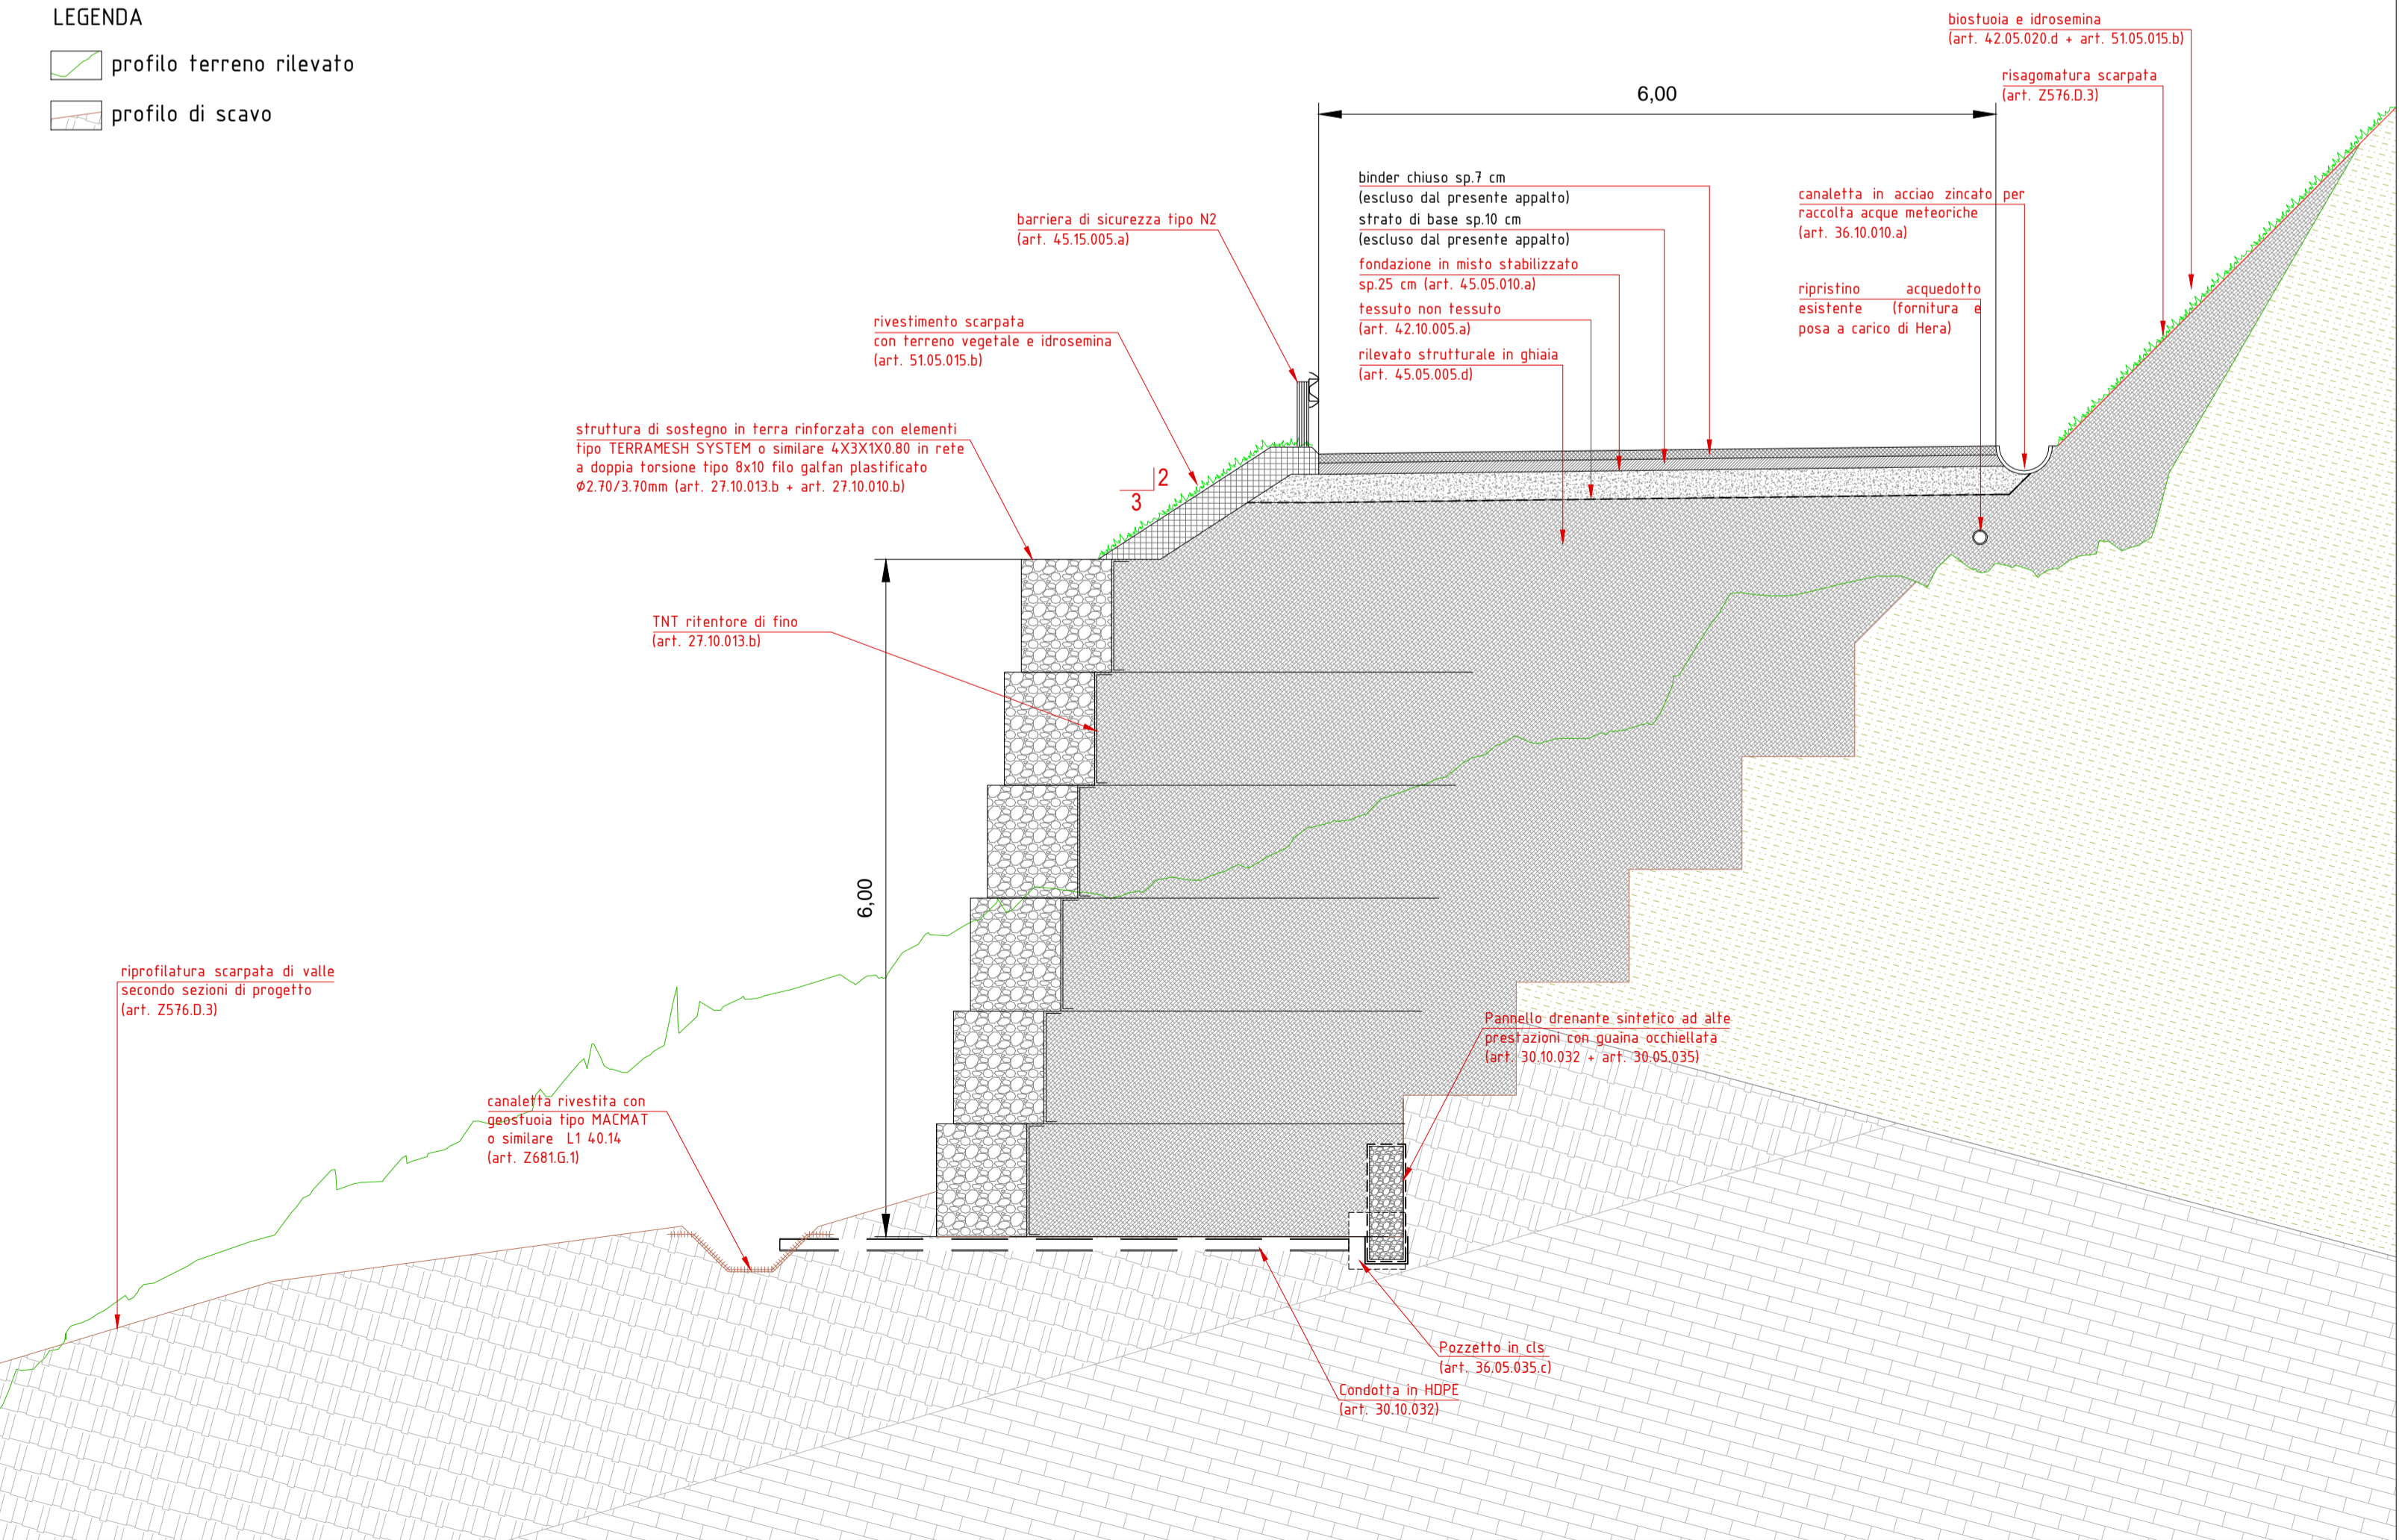 LEGENDA
profilo terreno rilevato
profilo di scavo
biostuoia e idrosemina
(art. 42.05.020.d + art. 51.05.015.b)
risagomatura scarpata
(art. Z576.D.3)
6,00
binder chiuso sp.7 cm
(escluso dal presente appalto)
strato di base sp.10 cm
(escluso dal presente appalto)
fondazione in misto stabilizzato
sp.25 cm (art. 45.05.010.a)
tessuto non tessuto
(art. 42.10.005.a)
rilevato strutturale in ghiaia
(art. 45.05.005.d)
canaletta in acciao zincato per
raccolta acque meteoriche
(art. 36.10.010.a)
ripristino acquedotto
esistente (fornitura e
posa a carico di Hera)
barriera di sicurezza tipo N2
(art. 45.15.005.a)
rivestimento scarpata
con terreno vegetale e idrosemina
(art. 51.05.015.b)
struttura di sostegno in terra rinforzata con elementi
tipo TERRAMESH SYSTEM o similare 4X3X1X0.80 in rete
a doppia torsione tipo 8x10 filo galfan plastificato
Ø2.70/3.70mm (art. 27.10.013.b + art. 27.10.010.b)
2
3
TNT ritentore di fino
(art. 27.10.013.b)
6,00
riprofilatura scarpata di valle
secondo sezioni di progetto
(art. Z576.D.3)
Pannello drenante sintetico ad alte
prestazioni con guaina occhiellata
(art. 30.10.032 + art. 30.05.035)
canaletta rivestita con
geostuoia tipo MACMAT
o similare L1 40.14
(art. Z681.G.1)
Pozzetto in cls
(art. 36.05.035.c)
Condotta in HDPE
(art. 30.10.032)